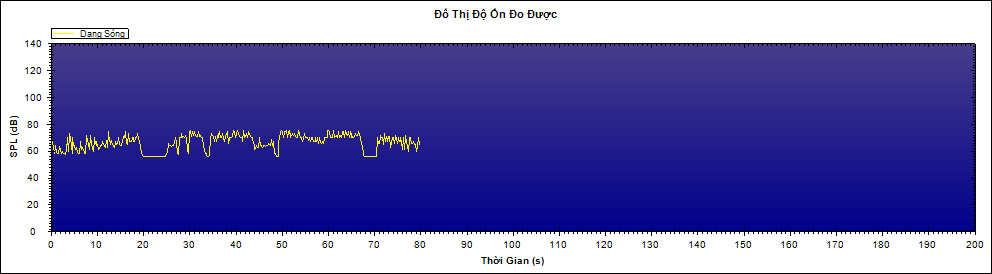 Đồ Thị Độ Ồn Đo Được
Dạng Sóng
SPL (dB)
140
120
100
80
60
40
20
0
0 10 20 30 40 50 60 70 80 90 100 110 120 130 140 150 160 170 180 190 200
Thời Gian (s)